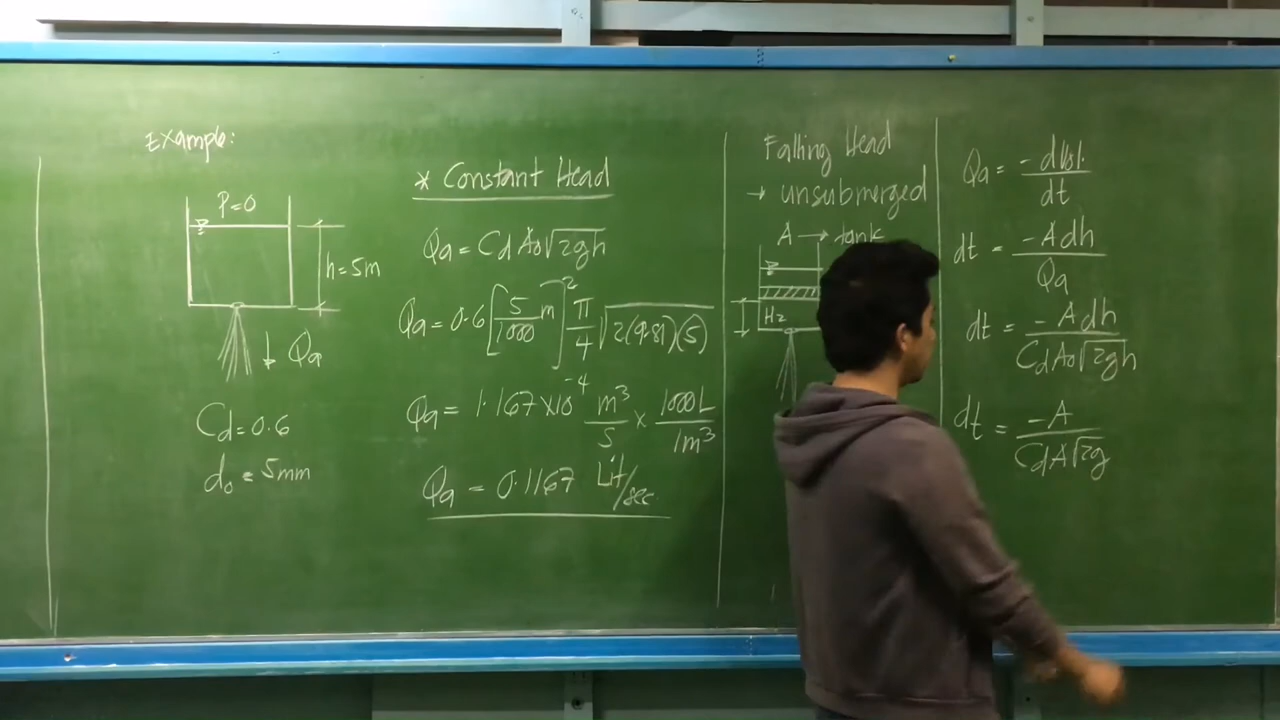 Example:
P=0
h=5m
Qa
Cd=0.6
do=5mm
* Constant Head
Qa=CdAo√2gh
Qa=0.6[5/1000 m]² π/4 √2(9.81)(5)
Qa= 1.167x10⁻⁴ m³/s x 1000L/1m³
Qa = 0.1167 Lit/sec.
Falling Head
→ unsubmerged
A → tank
H2
Qa= -dVol./dt
dt = -Adh/Qa
dt = -Adh/CdAo√2gh
dt = -A/CdA√2g